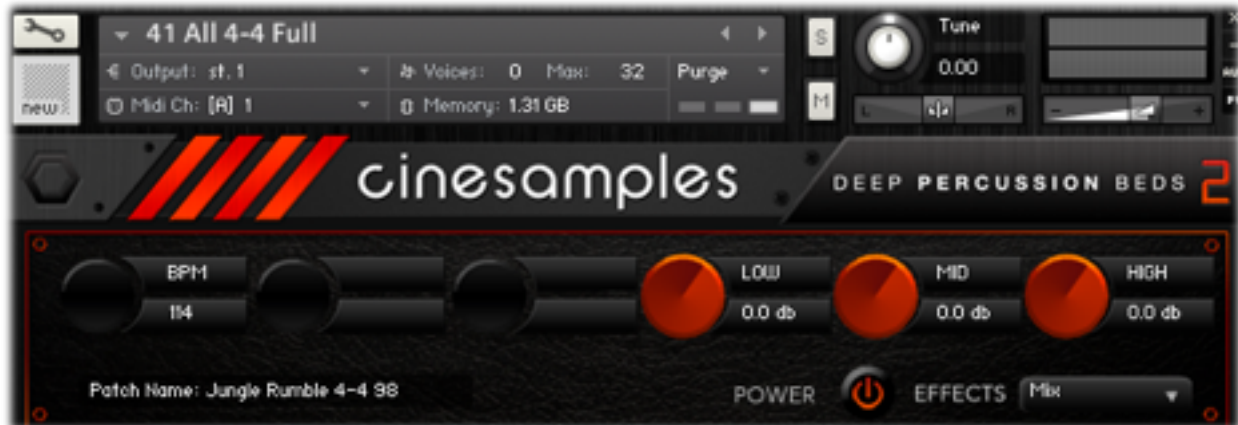 41 All 4-4 Full
S
Tune
Output: st. 1
Voices: 0 Max: 32
Purge
0.00
new
Midi Ch: [A] 1
Memory: 1.31 GB
M
L
R
cinesamples
DEEP PERCUSSION BEDS 2
BPM
LOW
MID
HIGH
114
0.0 db
0.0 db
0.0 db
Patch Name: Jungle Rumble 4-4 98
POWER
EFFECTS
Mix